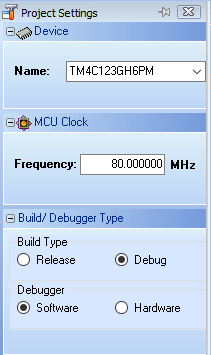 Project Settings
Device
Name: TM4C123GH6PM
MCU Clock
Frequency: 80.000000 MHz
Build/ Debugger Type
Build Type
Release Debug
Debugger
Software Hardware